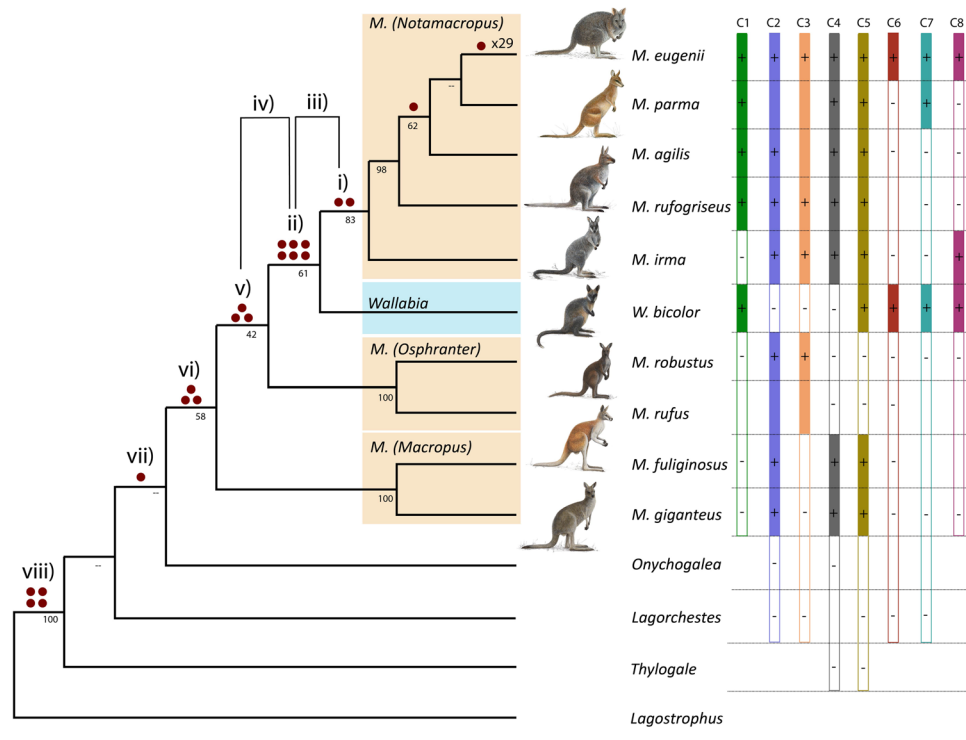 C1 C2 C3 C4 C5 C6 C7 C8
M. (Notamacropus)
x29
M. eugenii + + + + + + + +
--
M. parma + + + - + -
iv) iii)
62
M. agilis + + + + - - -
98
i)
83
M. rufogriseus + + + + + - - -
ii)
61
M. irma - + + + + - - +
v)
42
Wallabia
W. bicolor + - - - + + + +
M. (Osphranter)
M. robustus - + + - - - - -
vi)
58
100
M. rufus - - -
M. (Macropus)
M. fuliginosus - + + + - - -
vii)
--
100
M. giganteus - + - + + - - -
viii)
--
Onychogalea - -
100
Lagorchestes - - - - - -
Thylogale - -
Lagostrophus